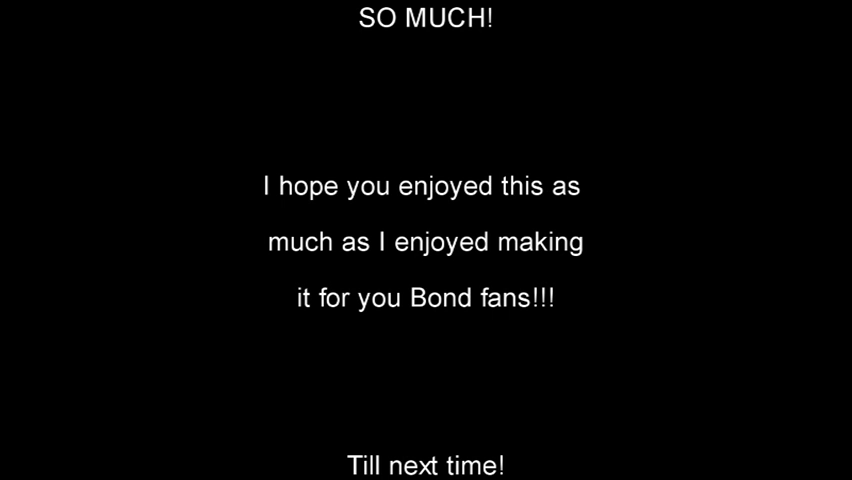 SO MUCH!
I hope you enjoyed this as
much as I enjoyed making
it for you Bond fans!!!
Till next time!